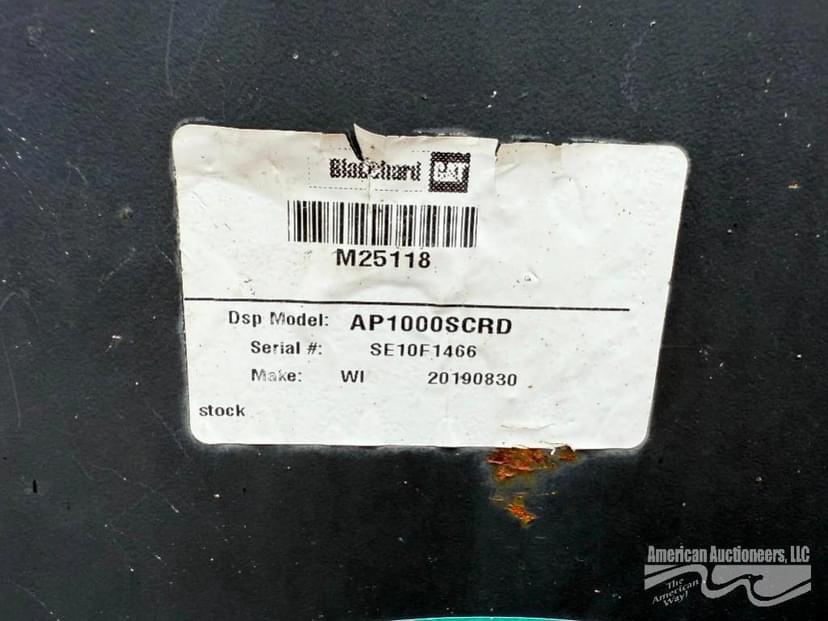 Blanchard CAT
M25118
Dsp Model: AP1000SCRD
Serial #: SE10F1466
Make: WI 20190830
stock
American Auctioneers, LLC
The
American
Way!